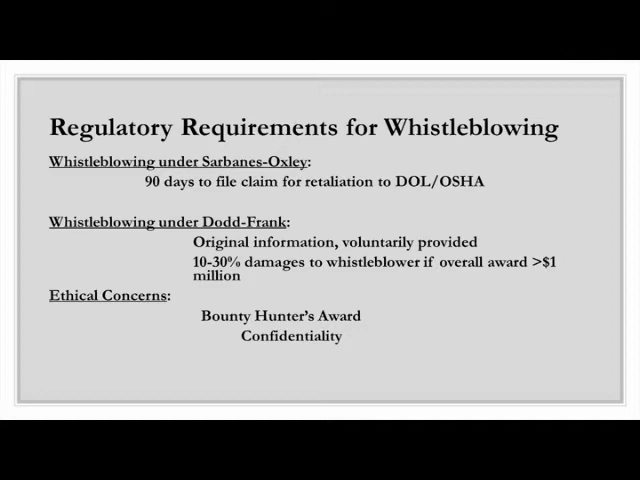 Regulatory Requirements for Whistleblowing
Whistleblowing under Sarbanes-Oxley:
90 days to file claim for retaliation to DOL/OSHA
Whistleblowing under Dodd-Frank:
Original information, voluntarily provided
10-30% damages to whistleblower if overall award >$1
million
Ethical Concerns:
Bounty Hunter’s Award
Confidentiality